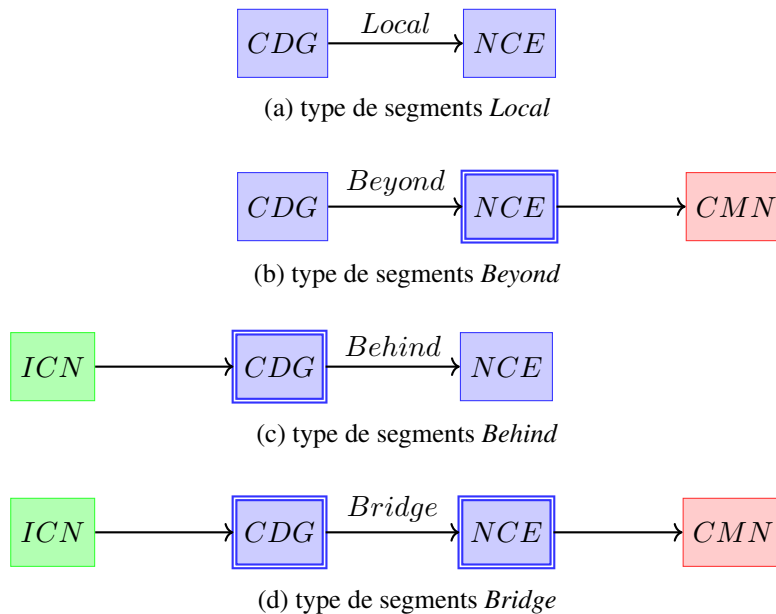 Local
CDG NCE
(a) type de segments Local
Beyond
CDG NCE CMN
(b) type de segments Beyond
Behind
ICN CDG NCE
(c) type de segments Behind
Bridge
ICN CDG NCE CMN
(d) type de segments Bridge